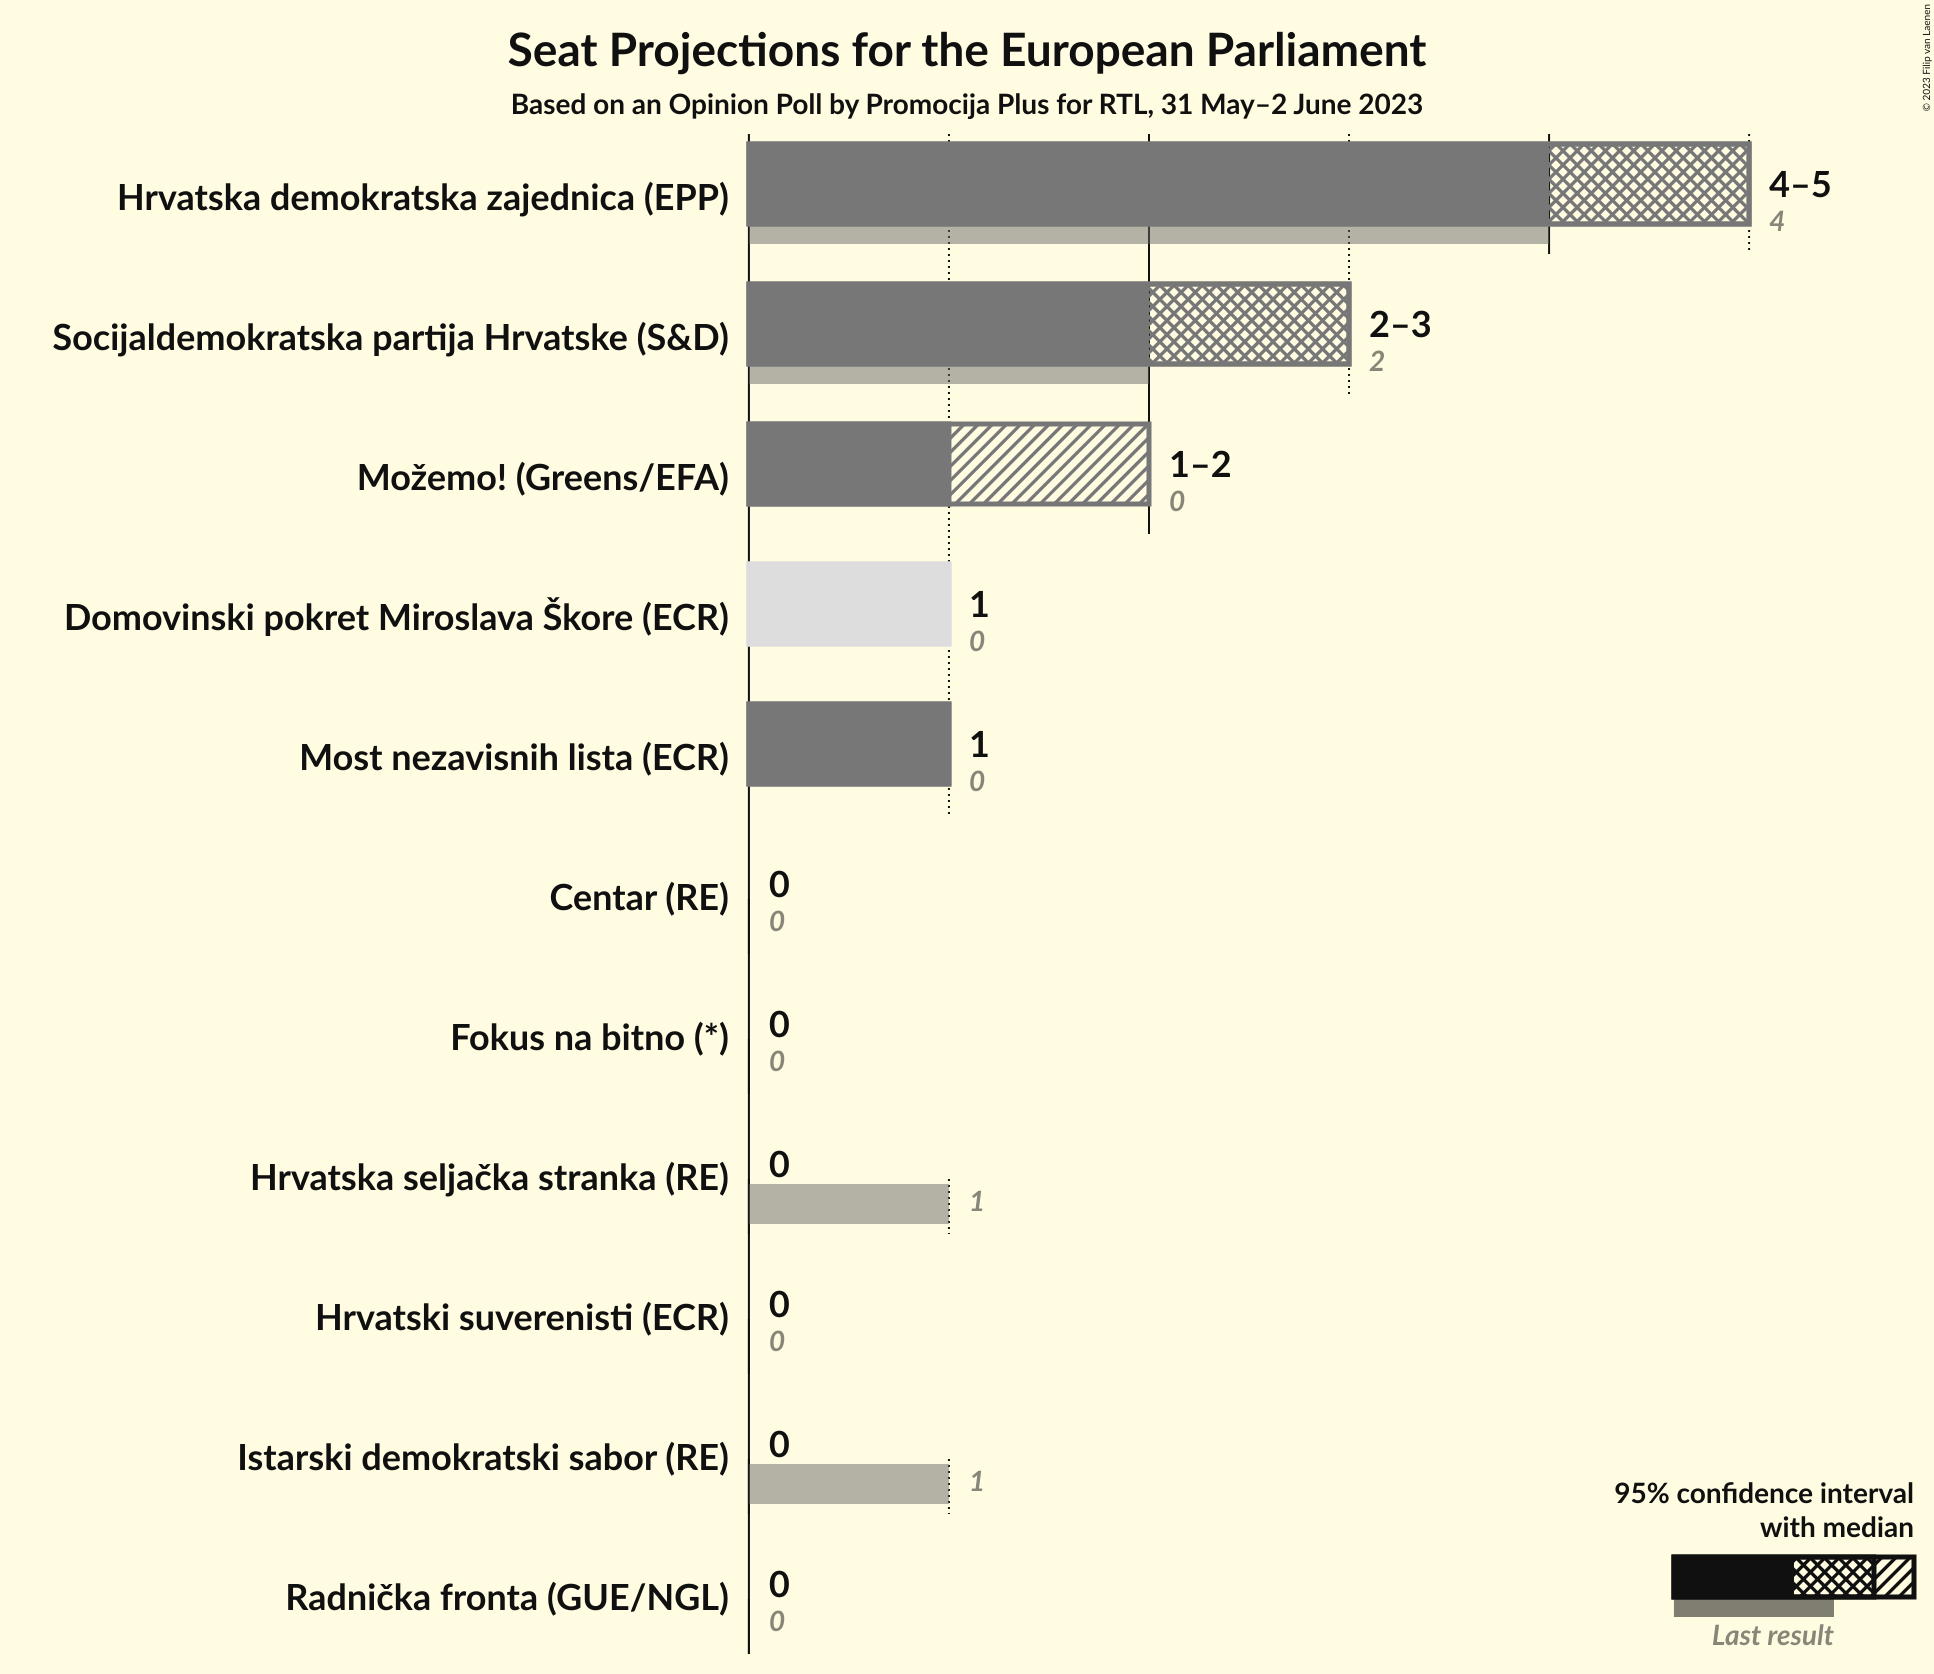 Seat Projections for the European Parliament
Based on an Opinion Poll by Promocija Plus for RTL, 31 May–2 June 2023
© 2023 Filip van Laenen
Hrvatska demokratska zajednica (EPP)
4–5
4
Socijaldemokratska partija Hrvatske (S&D)
2–3
2
Možemo! (Greens/EFA)
1–2
0
Domovinski pokret Miroslava Škore (ECR)
1
0
Most nezavisnih lista (ECR)
1
0
Centar (RE)
0
0
Fokus na bitno (*)
0
0
Hrvatska seljačka stranka (RE)
0
1
Hrvatski suverenisti (ECR)
0
0
Istarski demokratski sabor (RE)
0
1
Radnička fronta (GUE/NGL)
0
0
95% confidence interval
with median
Last result